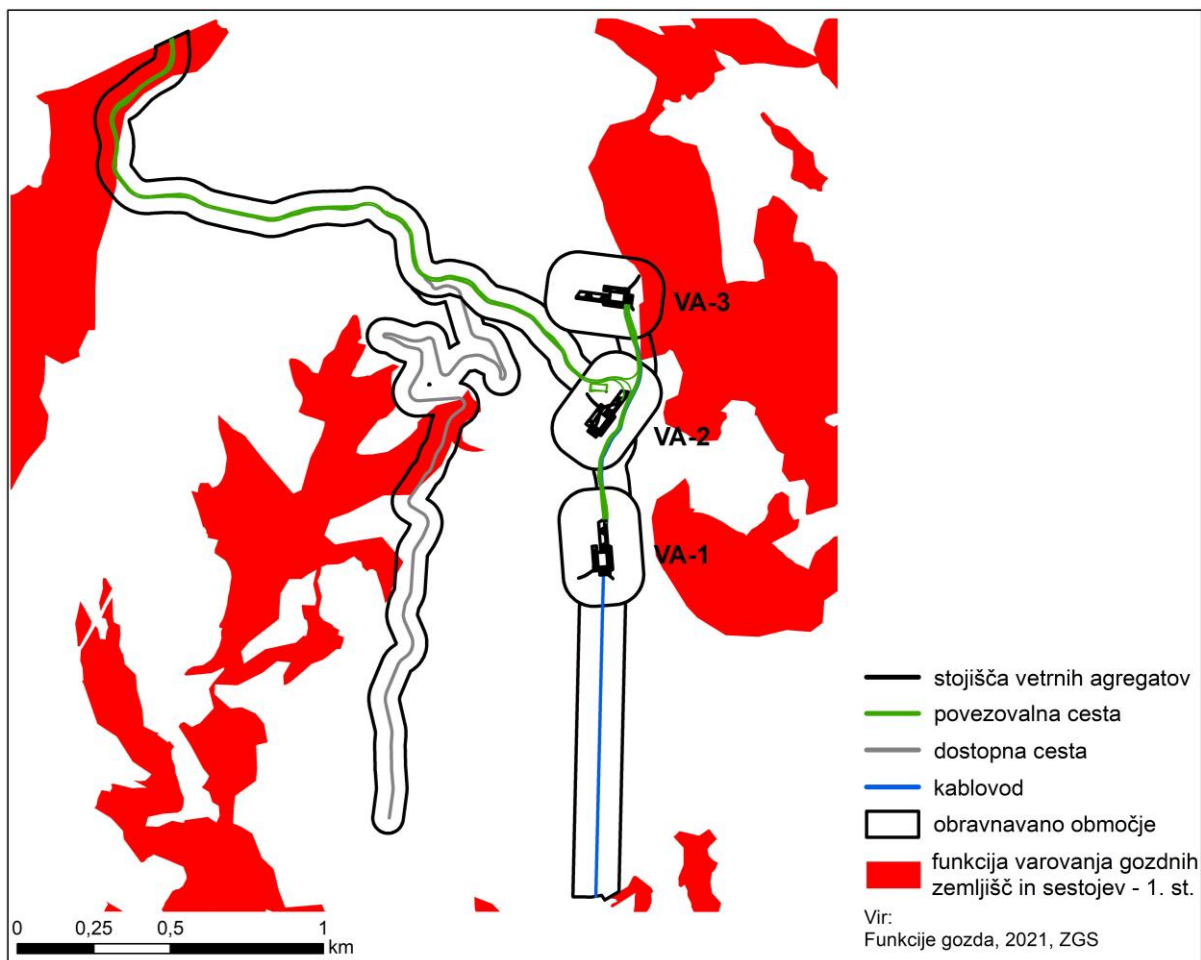 VA-3
VA-2
VA-1
stojišča vetrnih agregatov
povezovalna cesta
dostopna cesta
kablovod
obravnavano območje
funkcija varovanja gozdnih
zemljišč in sestojev - 1. st.
Vir:
Funkcije gozda, 2021, ZGS
0 0,25 0,5 1
km